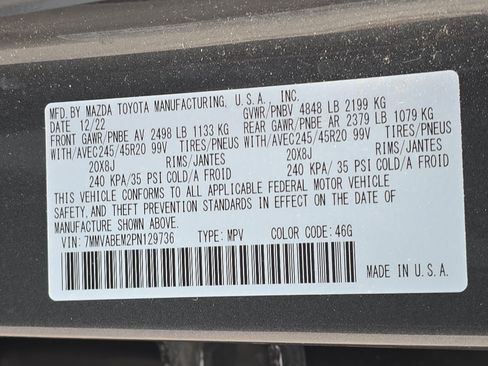 MFD. BY MAZDA TOYOTA MANUFACTURING, U.S.A. INC.
DATE 12/22 GVWR/PNBV 4848 LB 2199 KG
FRONT GAWR/PNBE AV 2498 LB 1133 KG REAR GAWR/PNBE AR 2379 LB 1079 KG
WITH/AVEC245/45R20 99V TIRES/PNEUS WITH/AVEC245/45R20 99V TIRES/PNEUS
20X8J RIMS/JANTES 20X8J RIMS/JANTES
240 KPA/ 35 PSI COLD/A FROID 240 KPA/ 35 PSI COLD/A FROID
THIS VEHICLE CONFORMS TO ALL APPLICABLE FEDERAL MOTOR VEHICLE
SAFETY, AND THEFT PREVENTION STANDARDS IN EFFECT ON THE DATE OF
MANUFACTURE SHOWN ABOVE.
VIN: 7MMVABEM2PN129736 TYPE: MPV COLOR CODE: 46G
MADE IN U.S.A.